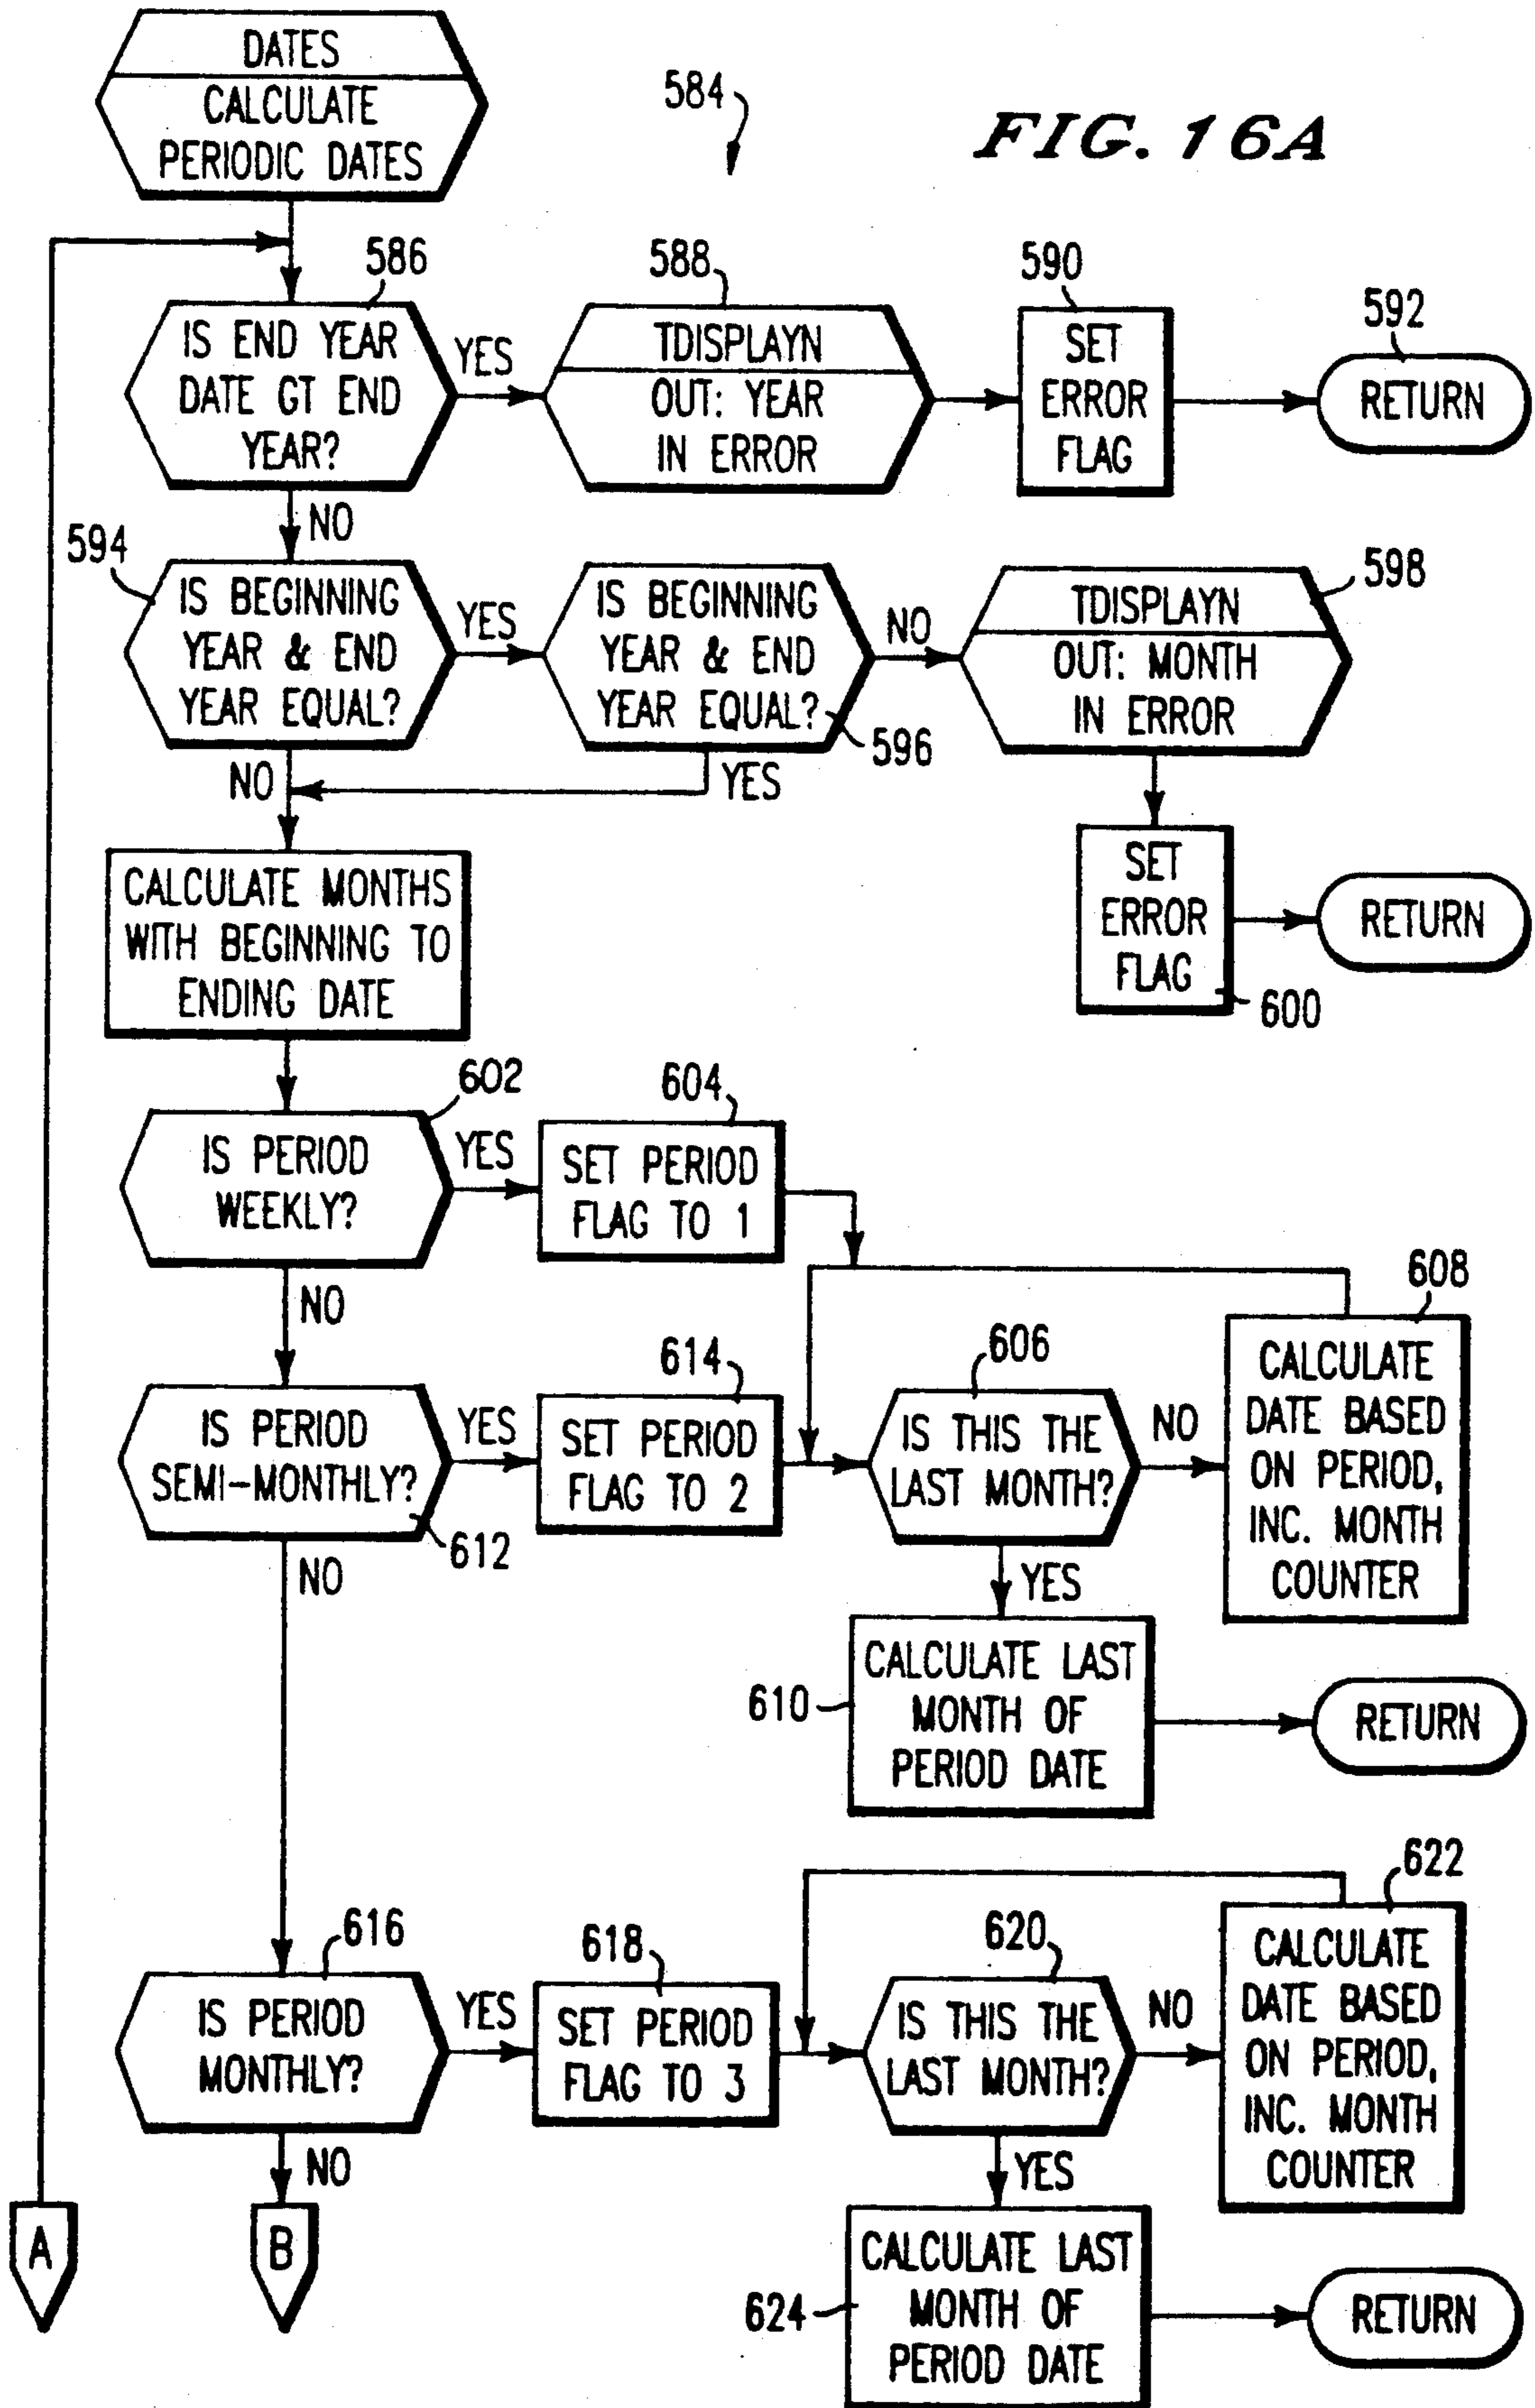 DATES
CALCULATE
PERIODIC DATES
584
FIG. 16A
586
IS END YEAR
DATE GT END
YEAR?
YES
588
TDISPLAYN
OUT: YEAR
IN ERROR
590
SET
ERROR
FLAG
592
RETURN
NO
594
IS BEGINNING
YEAR & END
YEAR EQUAL?
YES
IS BEGINNING
YEAR & END
YEAR EQUAL?
596
NO
598
TDISPLAYN
OUT: MONTH
IN ERROR
NO
YES
SET
ERROR
FLAG
600
RETURN
CALCULATE MONTHS
WITH BEGINNING TO
ENDING DATE
602
IS PERIOD
WEEKLY?
YES
604
SET PERIOD
FLAG TO 1
NO
612
IS PERIOD
SEMI-MONTHLY?
YES
614
SET PERIOD
FLAG TO 2
606
IS THIS THE
LAST MONTH?
NO
608
CALCULATE
DATE BASED
ON PERIOD,
INC. MONTH
COUNTER
NO
YES
610
CALCULATE LAST
MONTH OF
PERIOD DATE
RETURN
616
IS PERIOD
MONTHLY?
YES
618
SET PERIOD
FLAG TO 3
620
IS THIS THE
LAST MONTH?
NO
622
CALCULATE
DATE BASED
ON PERIOD,
INC. MONTH
COUNTER
NO
YES
A
B
624
CALCULATE LAST
MONTH OF
PERIOD DATE
RETURN